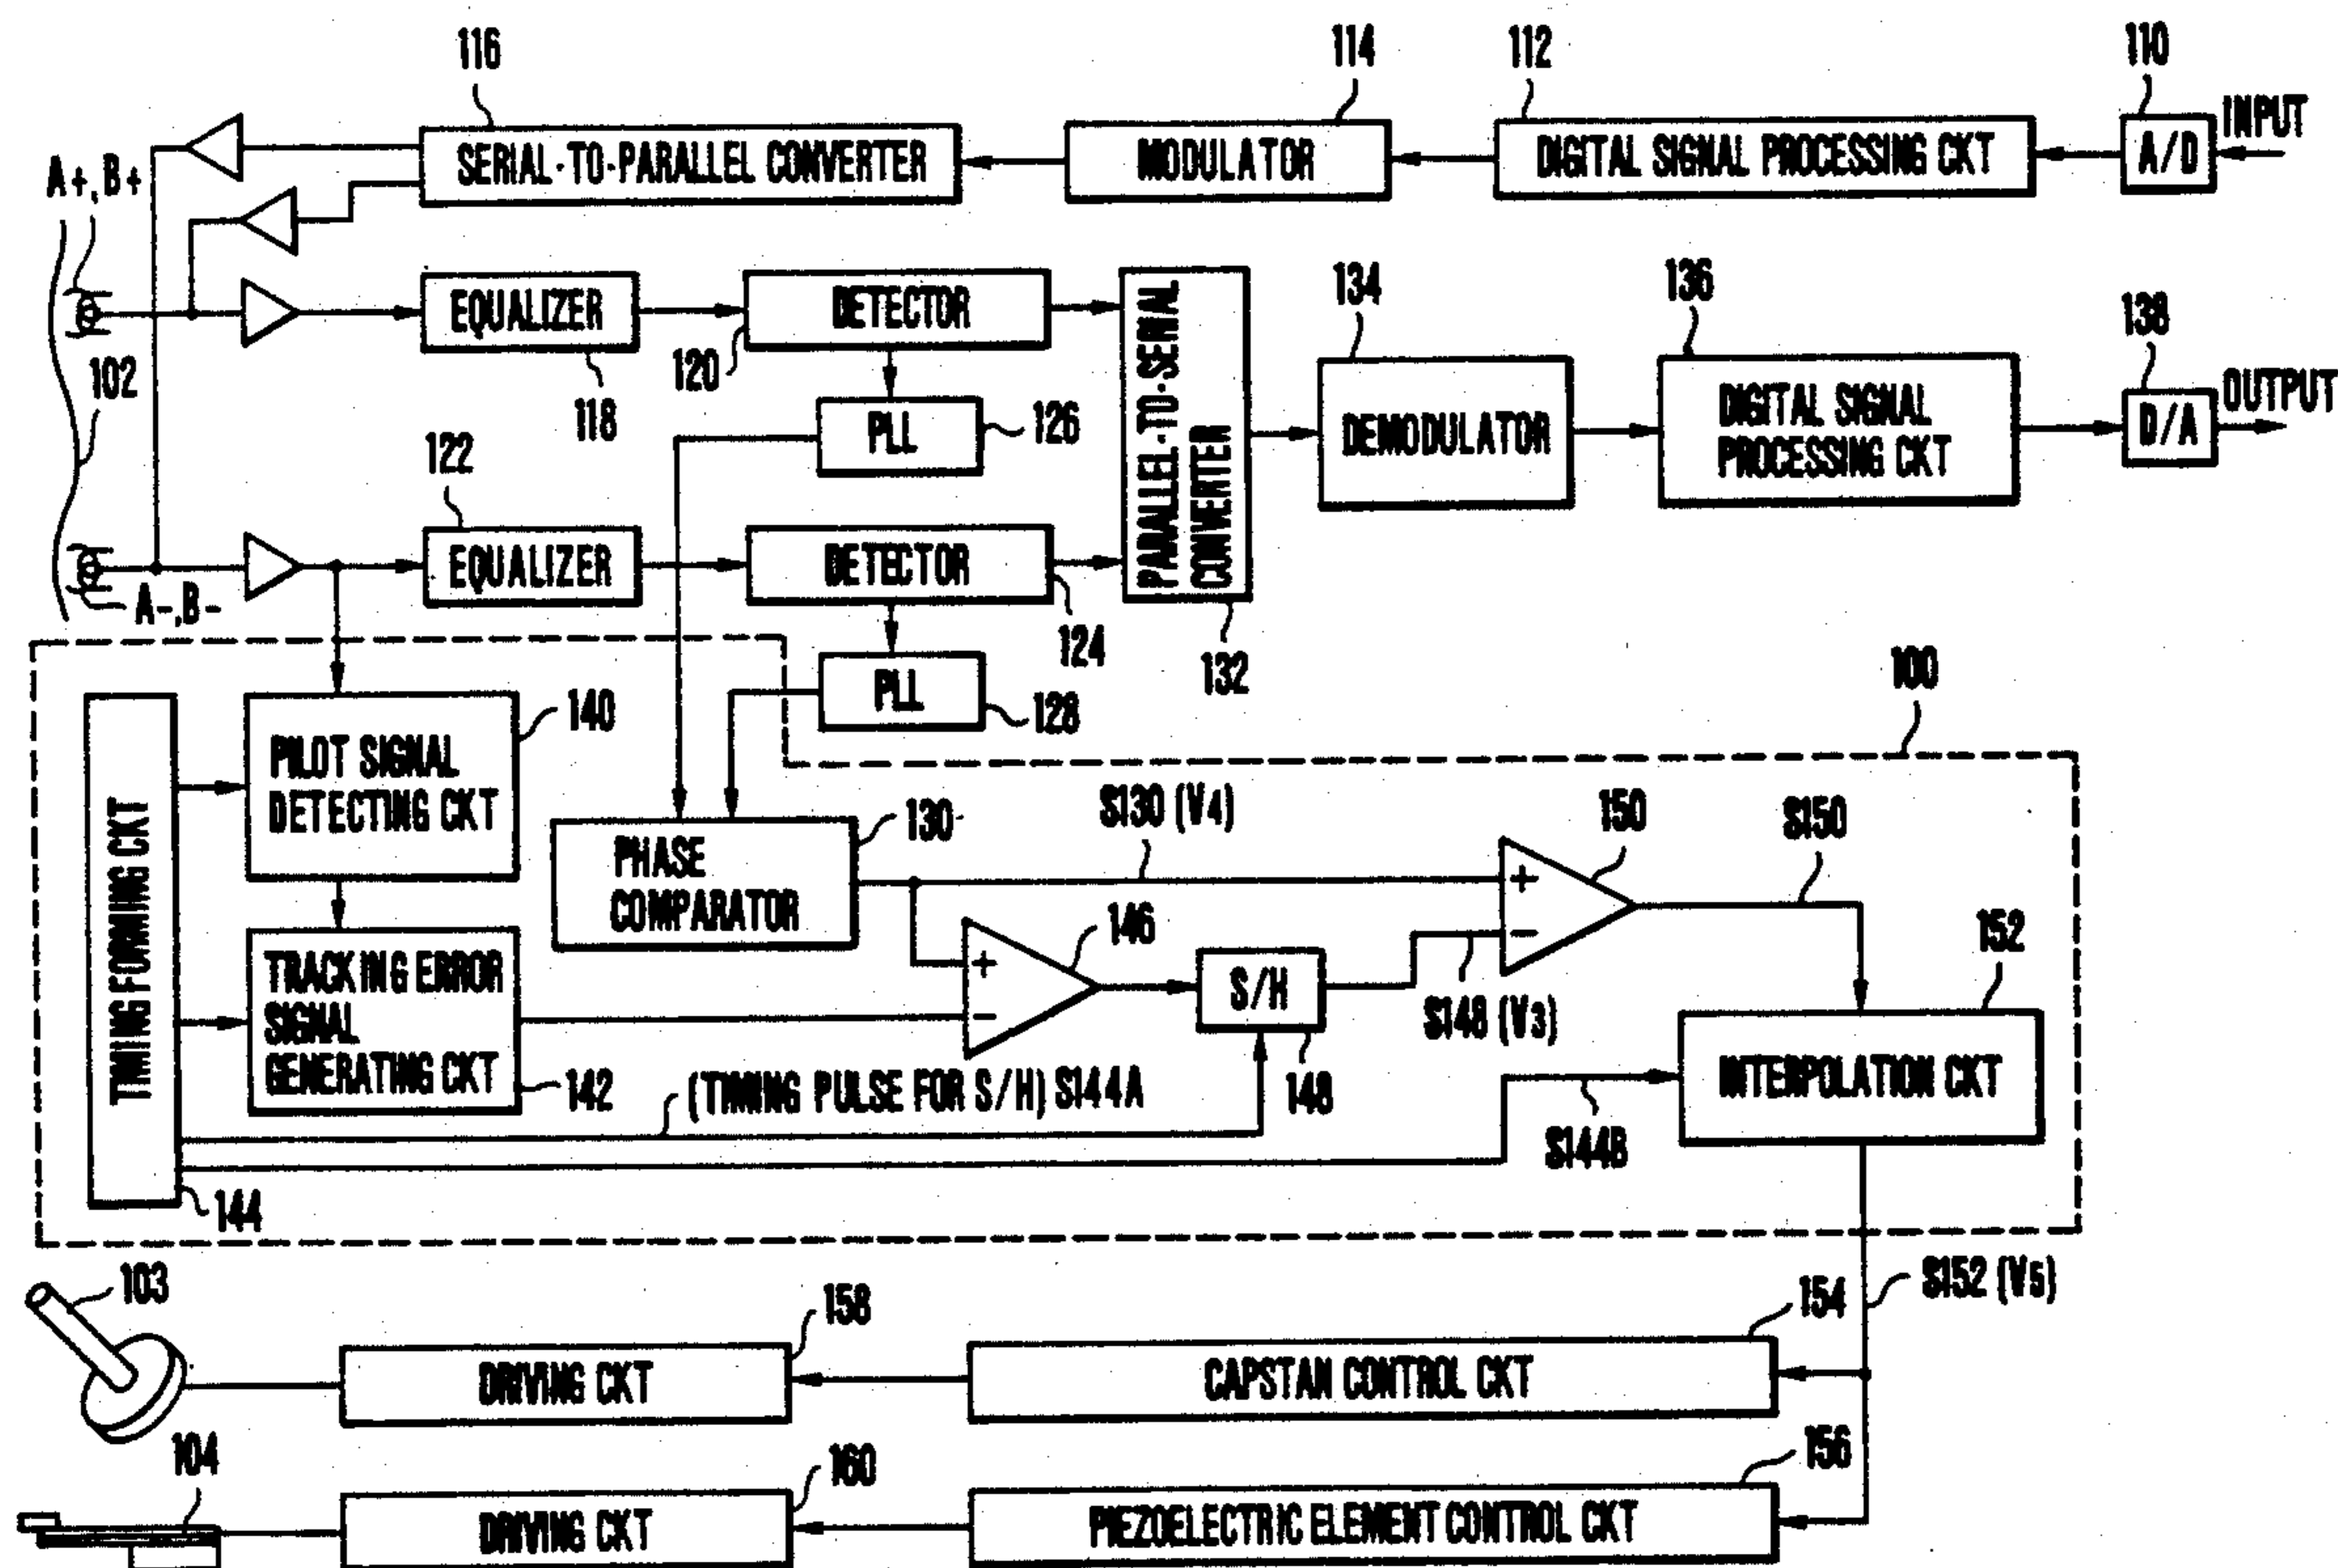 116
114
112
110
INPUT
SERIAL-TO-PARALLEL CONVERTER
MODULATOR
DIGITAL SIGNAL PROCESSING CKT
A/D
A+,B+
EQUALIZER
118
120
DETECTOR
PLL
126
PARALLEL-TO-SERIAL
CONVERTER
132
134
DEMODULATOR
136
DIGITAL SIGNAL
PROCESSING CKT
138
D/A
OUTPUT
102
122
EQUALIZER
DETECTOR
124
A-,B-
PLL
128
100
TIMING FORMING CKT
144
PILOT SIGNAL
DETECTING CKT
140
TRACKING ERROR
SIGNAL
GENERATING CKT
142
PHASE
COMPARATOR
130
S130 (V4)
150
S150
+
-
146
+
-
S/H
148
S148 (V3)
152
INTERPOLATION CKT
(TIMING PULSE FOR S/H) S144A
S144B
S152 (V5)
103
158
DRIVING CKT
154
CAPSTAN CONTROL CKT
104
160
DRIVING CKT
156
PIEZOELECTRIC ELEMENT CONTROL CKT